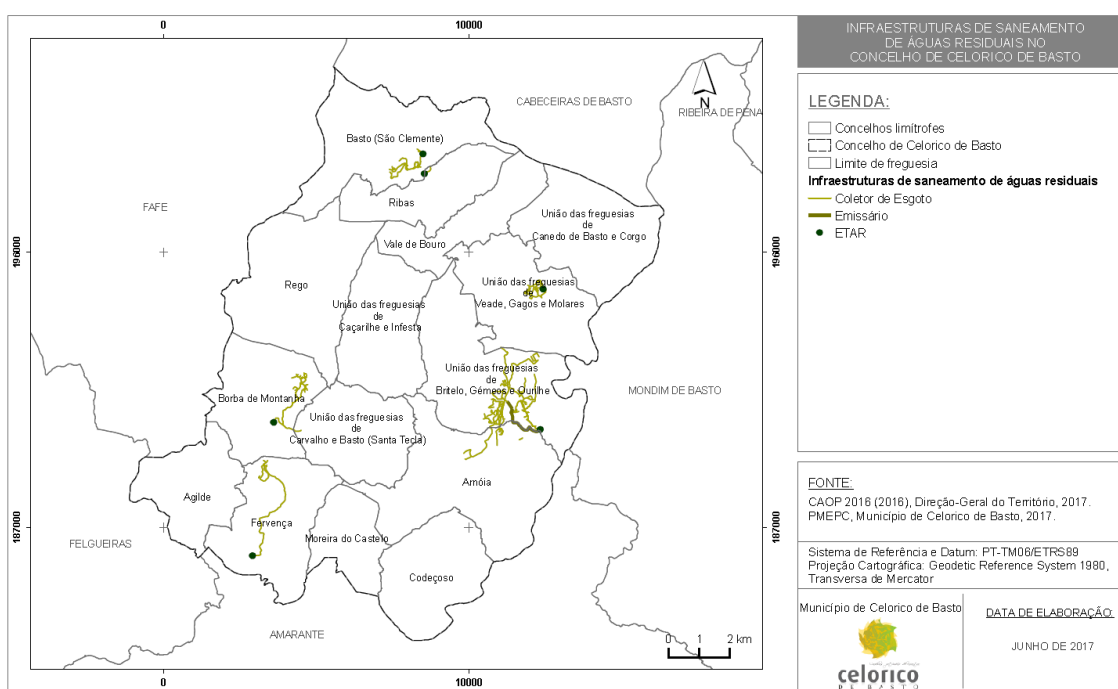 0
10000
CABECEIRAS DE BASTO
RIBEIRA DE PENA
N
Basto (São Clemente)
FAFE
Ribas
União das freguesias
de
Canedo de Basto e Corgo
Vale de Bouro
196000
196000
Rego
União das freguesias
de
Veade, Gagos e Molares
União das freguesias
de
Caçarilhe e Infesta
União das freguesias
de
Britelo, Gémeos e Ourilhe
MONDIM DE BASTO
Borba de Montanha
União das freguesias
de
Carvalho e Basto (Santa Tecla)
Arnóia
Agilde
Fervença
187000
187000
FELGUEIRAS
Moreira do Castelo
Codeçoso
AMARANTE
0 1 2 km
0
10000
INFRAESTRUTURAS DE SANEAMENTO
DE ÁGUAS RESIDUAIS NO
CONCELHO DE CELORICO DE BASTO
LEGENDA:
Concelhos limítrofes
Concelho de Celorico de Basto
Limite de freguesia
Infraestruturas de saneamento de águas residuais
Coletor de Esgoto
Emissário
ETAR
FONTE:
CAOP 2016 (2016), Direção-Geral do Território, 2017.
PMEPC, Município de Celorico de Basto, 2017.
Sistema de Referência e Datum: PT-TM06/ETRS89
Projeção Cartográfica: Geodetic Reference System 1980,
Transversa de Mercator
Município de Celorico de Basto
celorico
DE BASTO
DATA DE ELABORAÇÃO:
JUNHO DE 2017